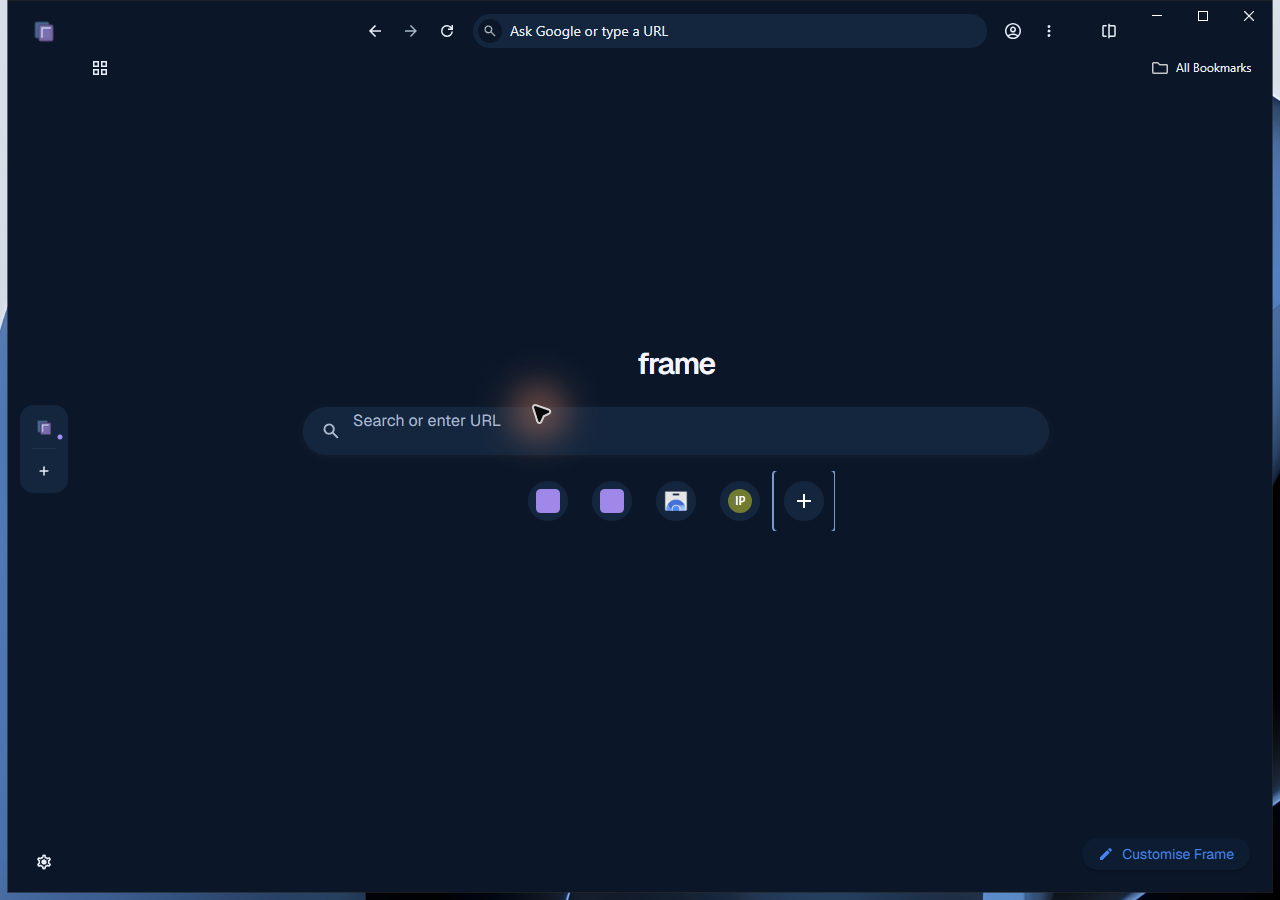 Ask Google or type a URL
All Bookmarks
frame
Search or enter URL
IP
Customise Frame